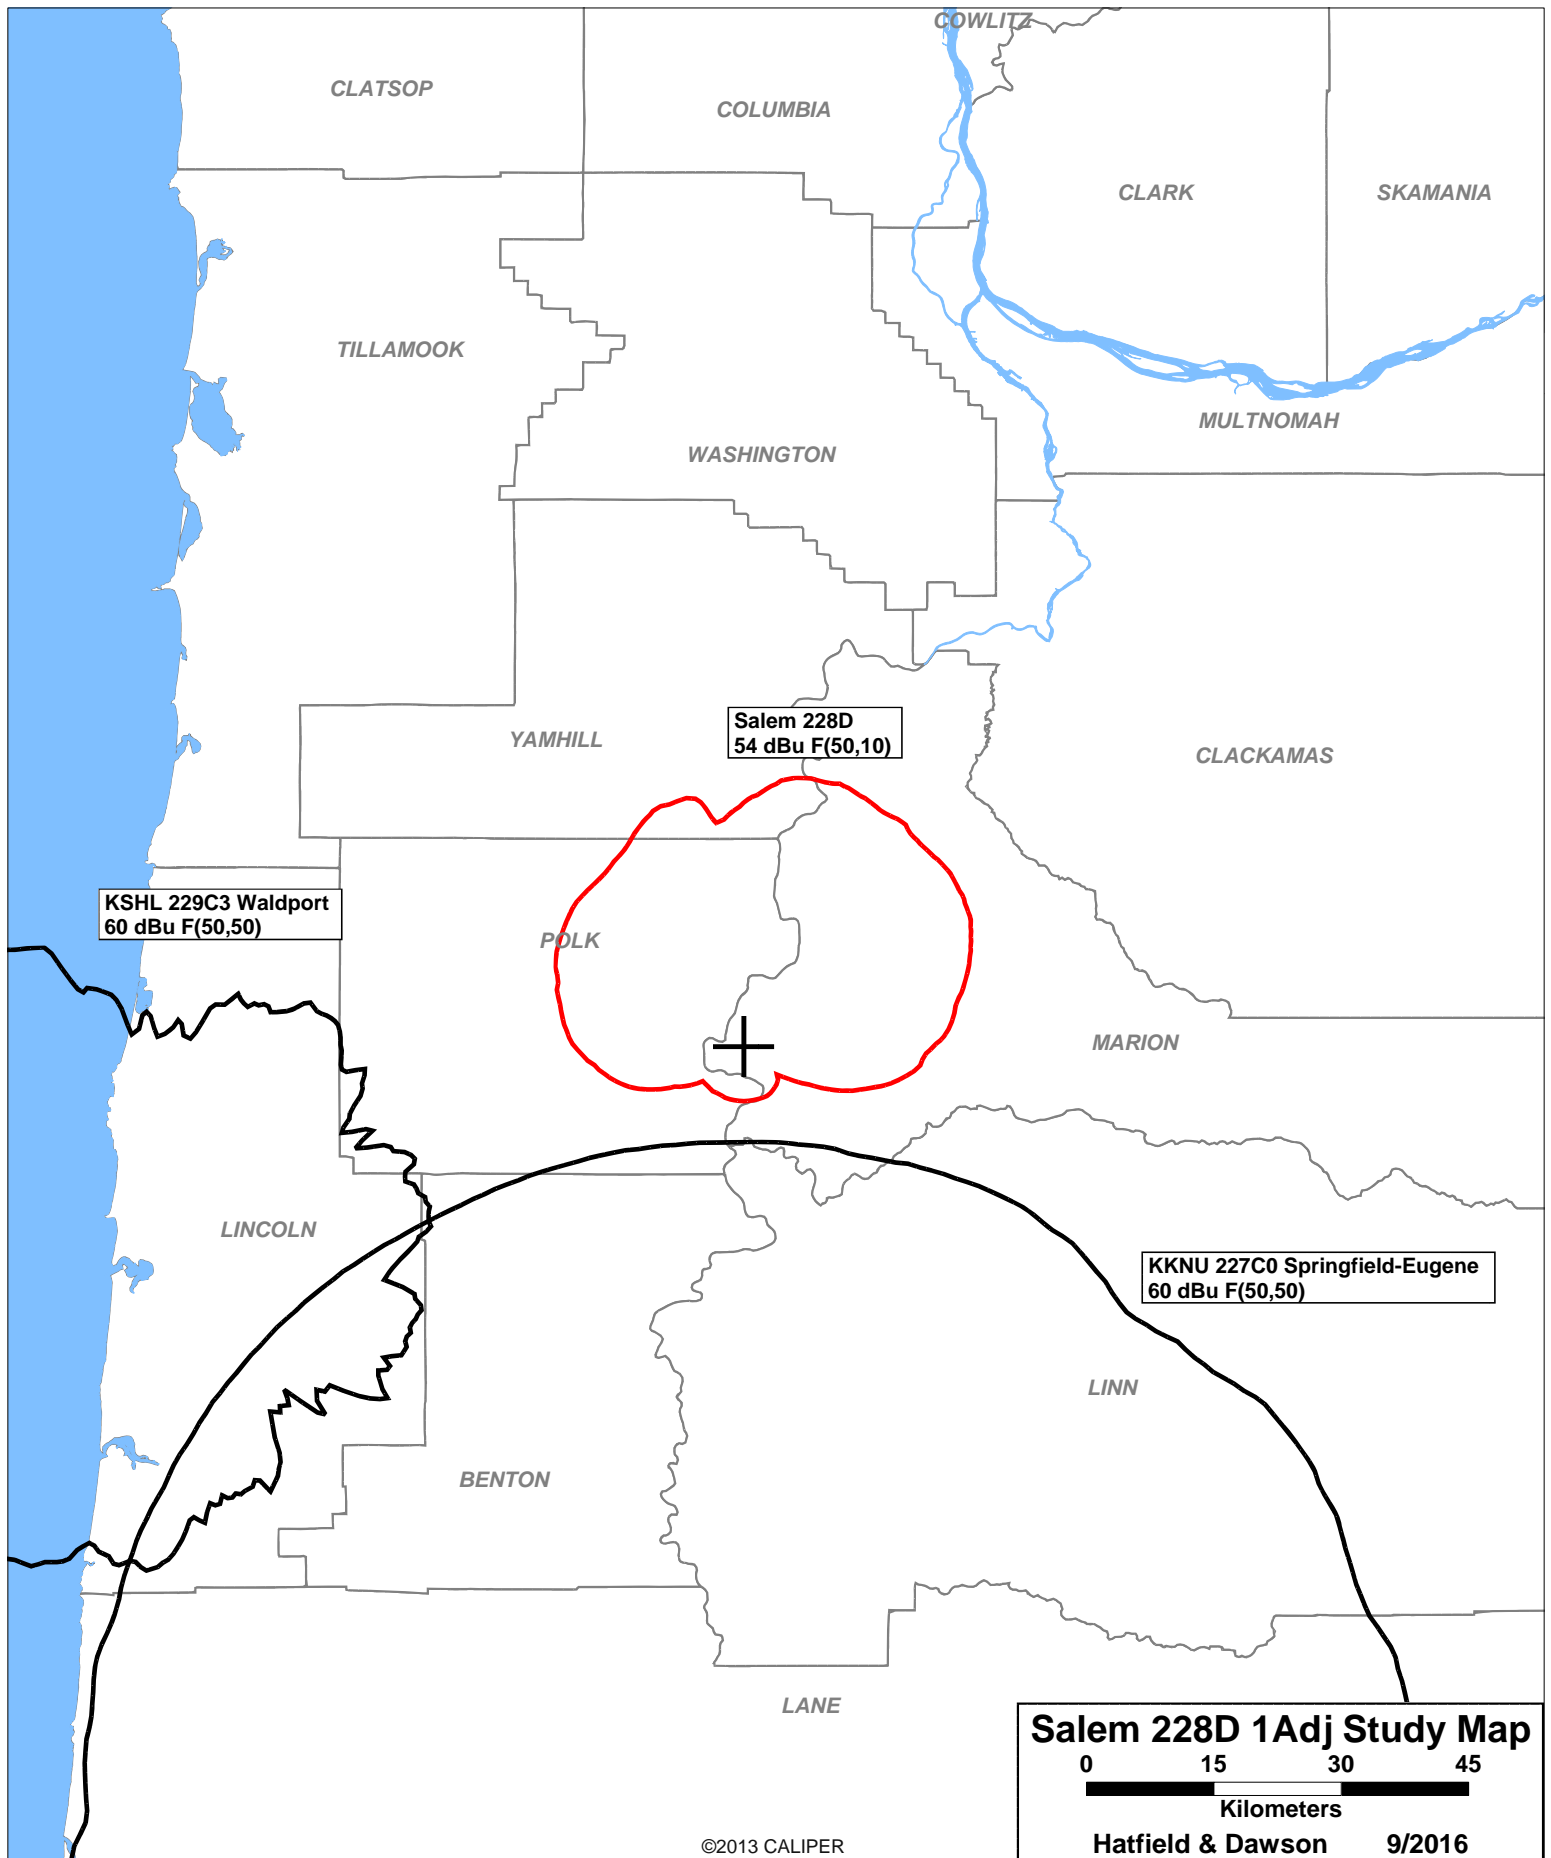 COWLITZ
CLATSOP
COLUMBIA
CLARK
SKAMANIA
TILLAMOOK
MULTNOMAH
WASHINGTON
Salem 228D
54 dBu F(50,10)
YAMHILL
CLACKAMAS
KSHL 229C3 Waldport
60 dBu F(50,50)
POLK
MARION
LINCOLN
KKNU 227C0 Springfield-Eugene
60 dBu F(50,50)
LINN
BENTON
LANE
Salem 228D 1Adj Study Map
0 15 30 45
Kilometers
Hatfield & Dawson 9/2016
©2013 CALIPER